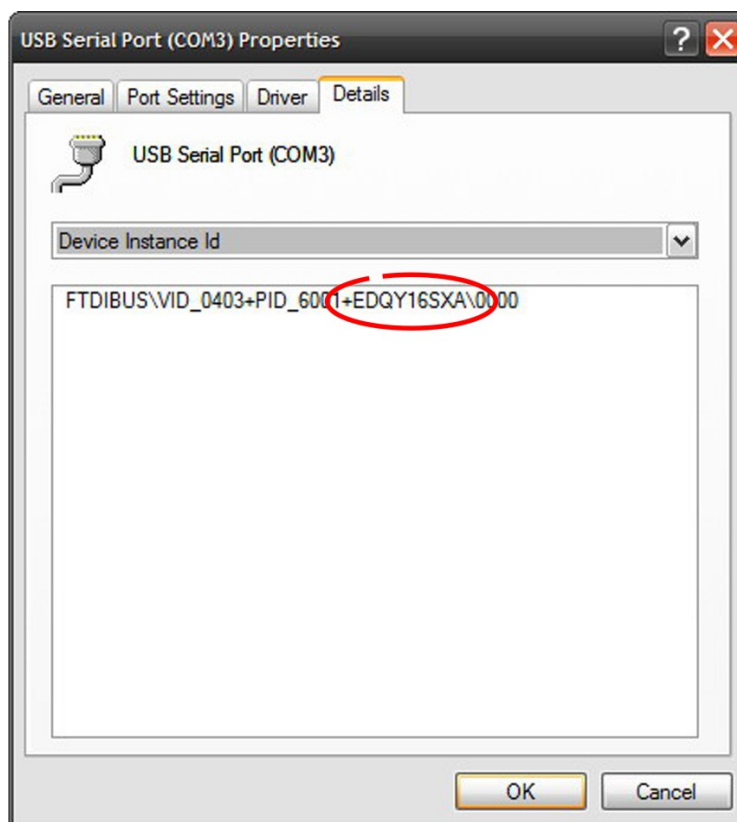 USB Serial Port (COM3) Properties
General Port Settings Driver Details
USB Serial Port (COM3)
Device Instance Id
FTDIBUS\VID_0403+PID_6001+EDQY16SXA\0000
OK Cancel